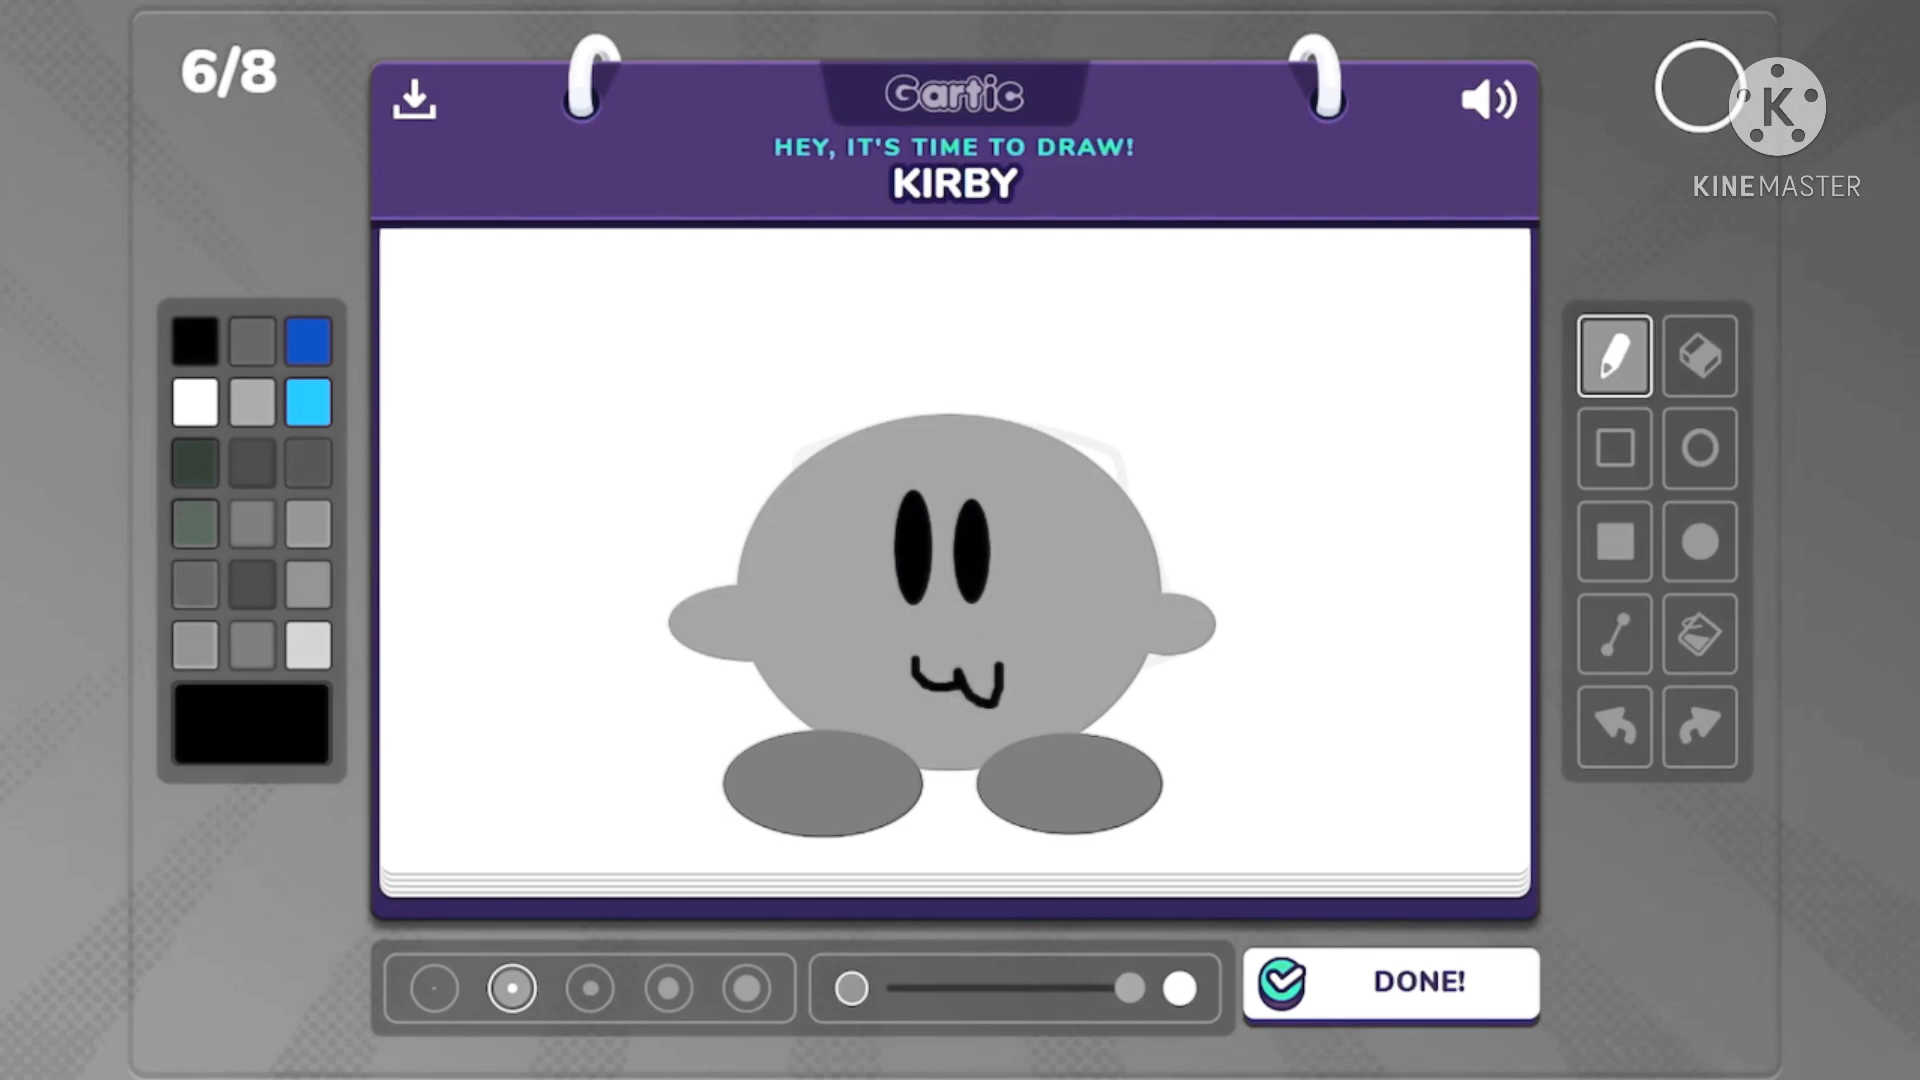 6/8
Gartic
HEY, IT'S TIME TO DRAW!
KIRBY
K
KINEMASTER
DONE!